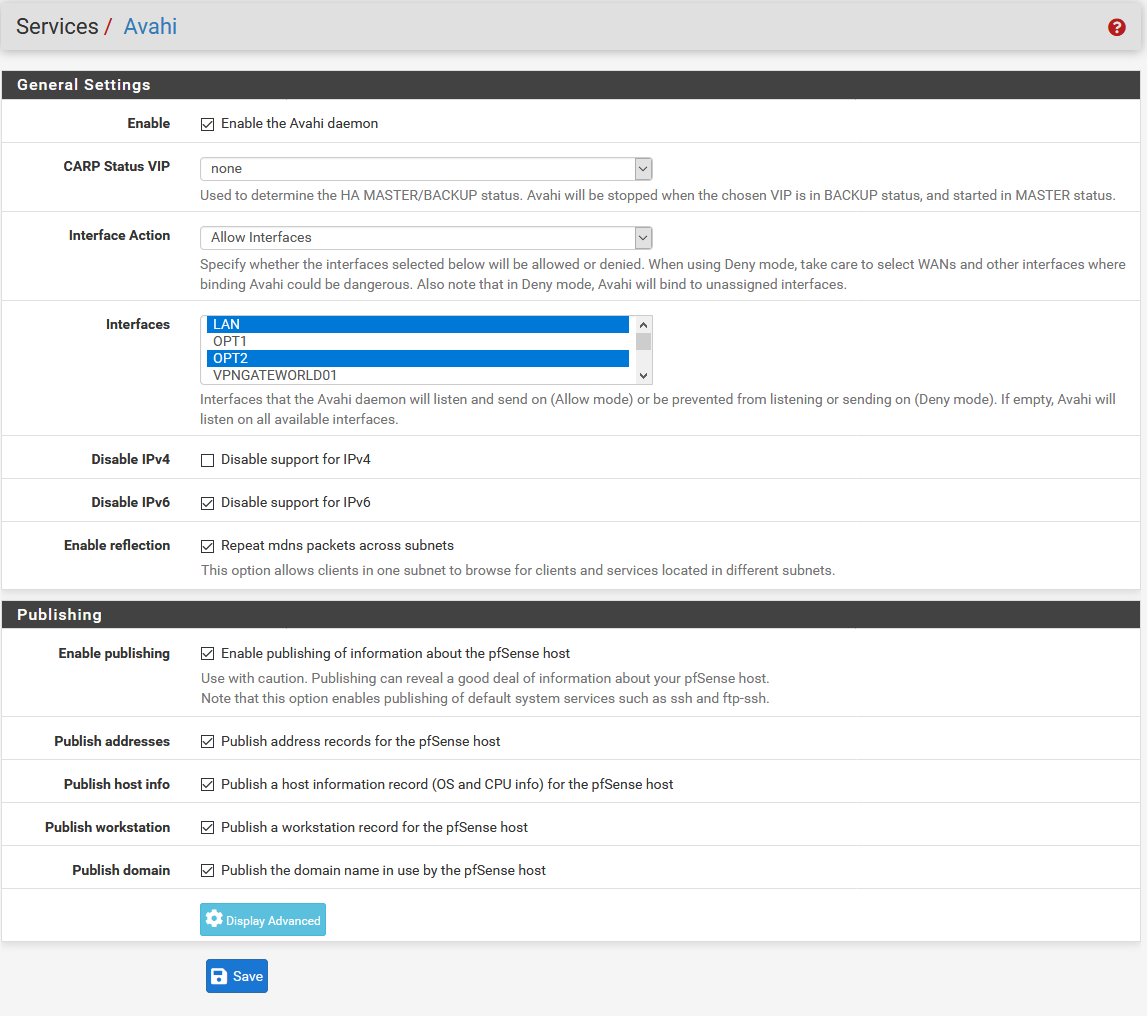 Services / Avahi
?
General Settings
Enable Enable the Avahi daemon
CARP Status VIP none
Used to determine the HA MASTER/BACKUP status. Avahi will be stopped when the chosen VIP is in BACKUP status, and started in MASTER status.
Interface Action Allow Interfaces
Specify whether the interfaces selected below will be allowed or denied. When using Deny mode, take care to select WANs and other interfaces where
binding Avahi could be dangerous. Also note that in Deny mode, Avahi will bind to unassigned interfaces.
Interfaces LAN
OPT1
OPT2
VPNGATEWORLD01
Interfaces that the Avahi daemon will listen and send on (Allow mode) or be prevented from listening or sending on (Deny mode). If empty, Avahi will
listen on all available interfaces.
Disable IPv4 Disable support for IPv4
Disable IPv6 Disable support for IPv6
Enable reflection Repeat mdns packets across subnets
This option allows clients in one subnet to browse for clients and services located in different subnets.
Publishing
Enable publishing Enable publishing of information about the pfSense host
Use with caution. Publishing can reveal a good deal of information about your pfSense host.
Note that this option enables publishing of default system services such as ssh and ftp-ssh.
Publish addresses Publish address records for the pfSense host
Publish host info Publish a host information record (OS and CPU info) for the pfSense host
Publish workstation Publish a workstation record for the pfSense host
Publish domain Publish the domain name in use by the pfSense host
Display Advanced
Save